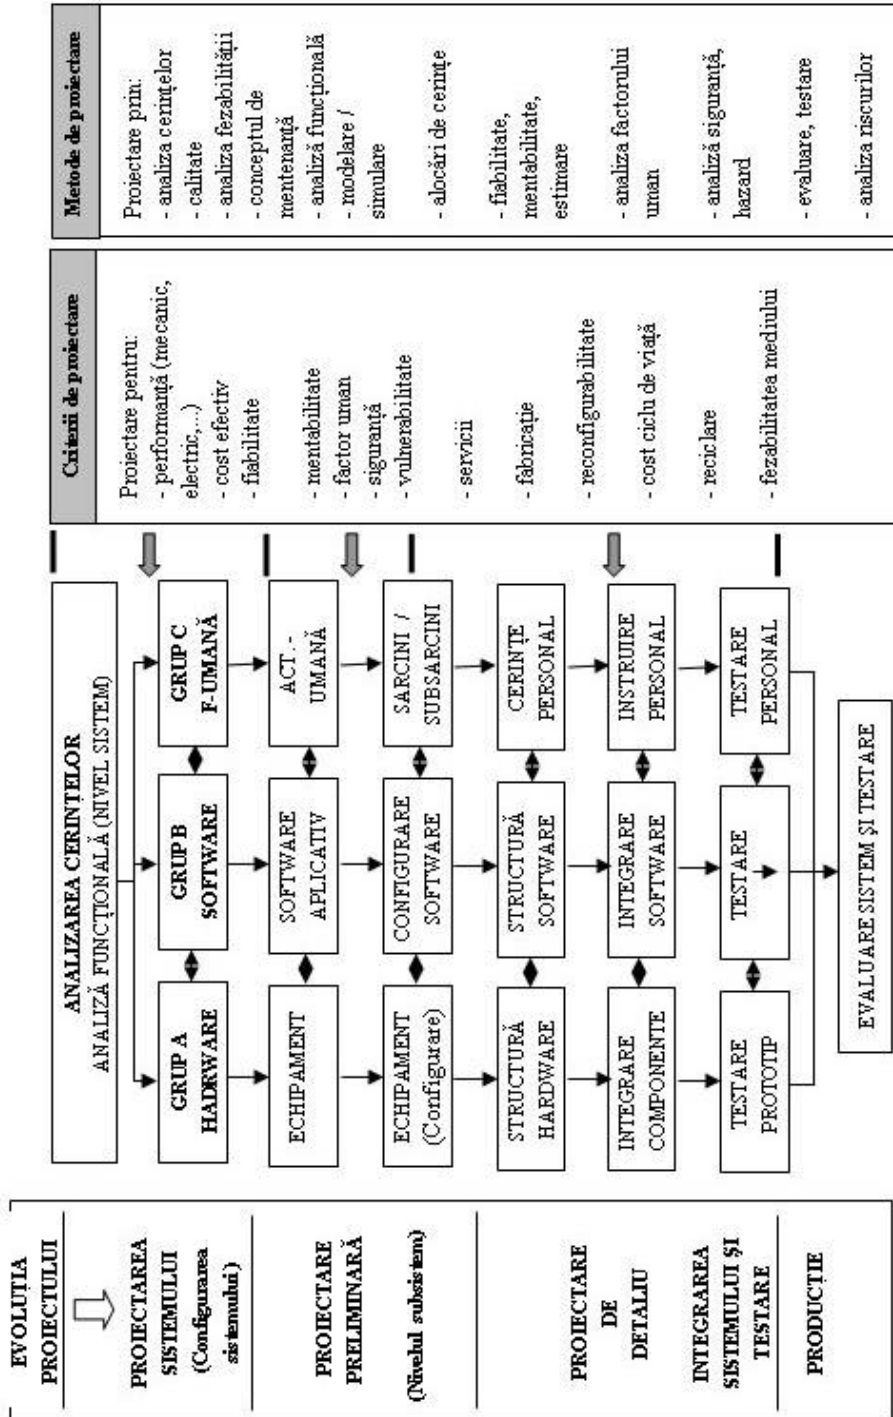 EVOLUȚIA
PROIECTULUI
PROIECTAREA
SISTEMULUI
(Configurarea
sistemului)
PROIECTARE
PRELIMINARĂ
(Nivelul subsistem)
PROIECTARE
DE
DETALIU
INTEGRAREA
SISTEMULUI ȘI
TESTARE
PRODUCȚIE
ANALIZAREA CERINȚELOR
ANALIZĂ FUNCȚIONALĂ (NIVEL SISTEM)
GRUP A
HADRWARE
GRUP B
SOFTWARE
GRUP C
F-UMANĂ
ECHIPAMENT
SOFTWARE
APLICATIV
ACT.-
UMANĂ
ECHIPAMENT
(Configurare)
CONFIGURARE
SOFTWARE
SARCINI /
SUBSARCINI
STRUCTURĂ
HARDWARE
STRUCTURĂ
SOFTWARE
CERINȚE
PERSONAL
INTEGRARE
COMPONENTE
INTEGRARE
SOFTWARE
INSTRUIRE
PERSONAL
TESTARE
PROTOTIP
TESTARE
TESTARE
PERSONAL
EVALUARE SISTEM ȘI TESTARE
Criterii de proiectare
Proiectare pentru:
- performanță (mecanic,
electric,...)
- cost efectiv
- fiabilitate
- mentabilitate
- factor uman
- siguranță
- vulnerabilitate
- servicii
- fabricație
- reconfigurabilitate
- cost ciclu de viață
- reciclare
- fezabilitatea mediului
Metode de proiectare
Proiectare prin:
- analiza cerințelor
- calitate
- analiza fezabilității
- conceptul de
mentenanță
- analiză funcțională
- modelare /
simulare
- alocări de cerințe
- fiabilitate,
mentabilitate,
estimare
- analiza factorului
uman
- analiză siguranță,
hazard
- evaluare, testare
- analiza riscurilor